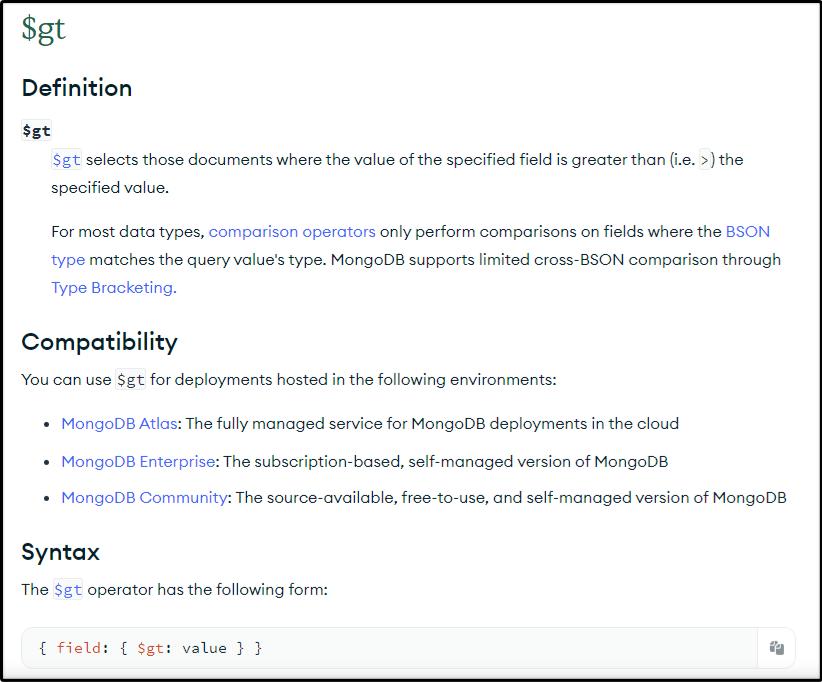 $gt
Definition
$gt
$gt selects those documents where the value of the specified field is greater than (i.e. >) the
specified value.
For most data types, comparison operators only perform comparisons on fields where the BSON
type matches the query value's type. MongoDB supports limited cross-BSON comparison through
Type Bracketing.
Compatibility
You can use $gt for deployments hosted in the following environments:
• MongoDB Atlas: The fully managed service for MongoDB deployments in the cloud
• MongoDB Enterprise: The subscription-based, self-managed version of MongoDB
• MongoDB Community: The source-available, free-to-use, and self-managed version of MongoDB
Syntax
The $gt operator has the following form:
{ field: { $gt: value } }